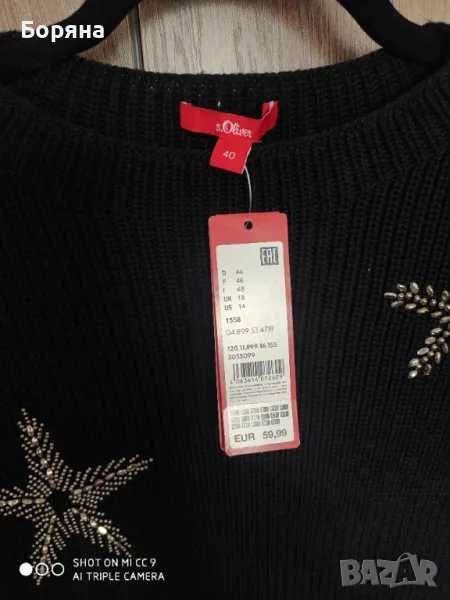 Боряна
s.Oliver
40
EAC
D 44
F 46
I 48
UK 18
US 14
1558
04.899.53.4719
120.11.899.16.155.
2055099
EUR 59,99
SHOT ON MI CC 9
AI TRIPLE CAMERA
BAZAR